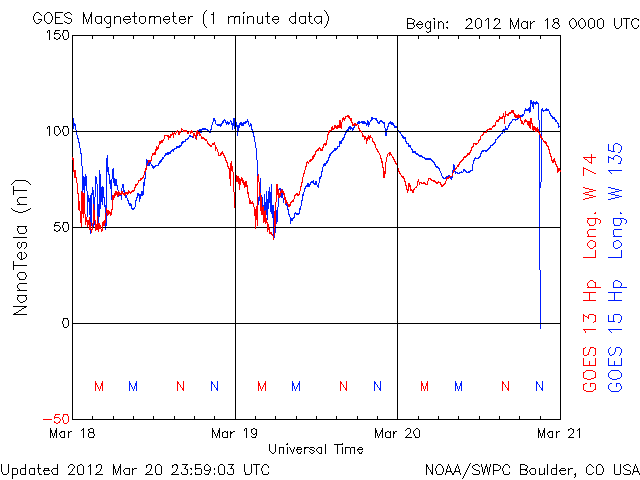 GOES Magnetometer (1 minute data)
Begin: 2012 Mar 18 0000 UTC
150
100
50
0
-50
NanoTesla (nT)
M M N N M M N N M M N N
Mar 18 Mar 19 Mar 20 Mar 21
Universal Time
GOES 13 Hp Long. W 74
GOES 15 Hp Long. W 135
Updated 2012 Mar 20 23:59:03 UTC
NOAA/SWPC Boulder, CO USA